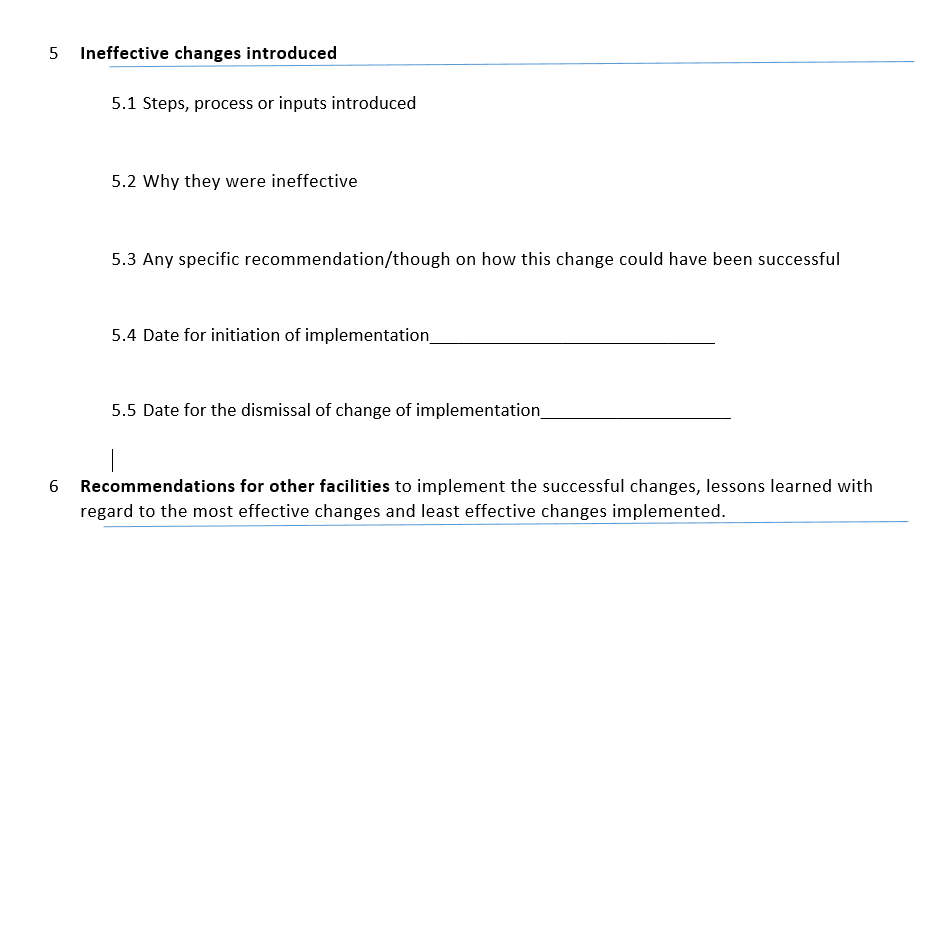 5 Ineffective changes introduced
5.1 Steps, process or inputs introduced
5.2 Why they were ineffective
5.3 Any specific recommendation/though on how this change could have been successful
5.4 Date for initiation of implementation______________________________
5.5 Date for the dismissal of change of implementation____________________
6 Recommendations for other facilities to implement the successful changes, lessons learned with
regard to the most effective changes and least effective changes implemented.